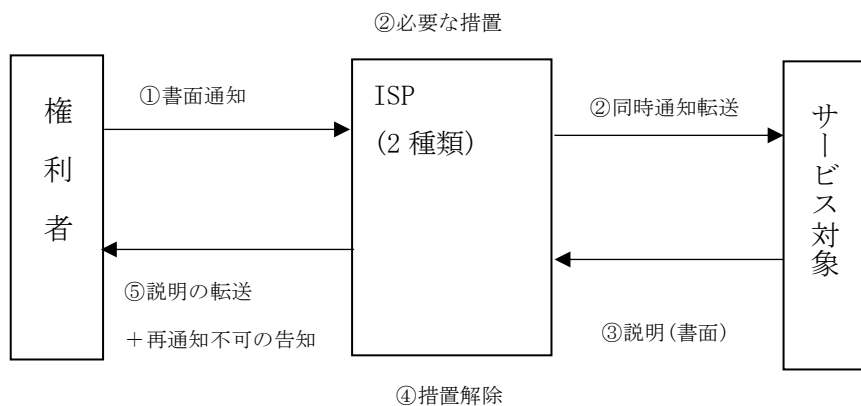 ②必要な措置
権利者
①書面通知
ISP
(2 種類)
②同時通知転送
サービス対象
⑤説明の転送
＋再通知不可の告知
③説明(書面)
④措置解除